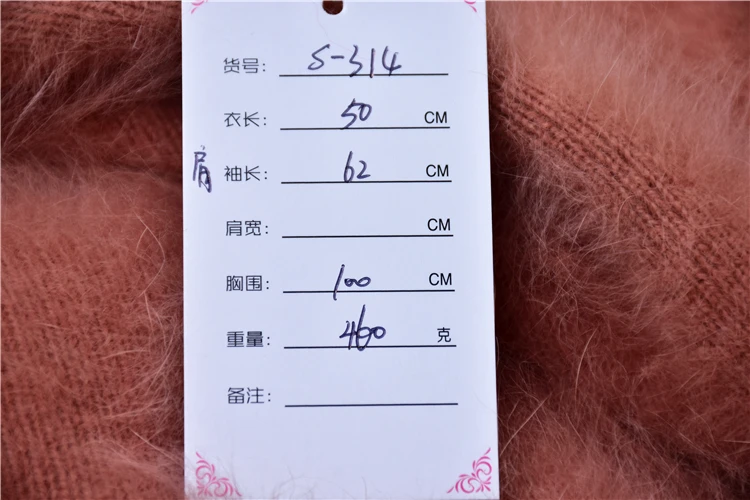 货号: S-314
衣长: 50 CM
肩 袖长: 62 CM
肩宽: CM
胸围: 100 CM
重量: 460 克
备注: